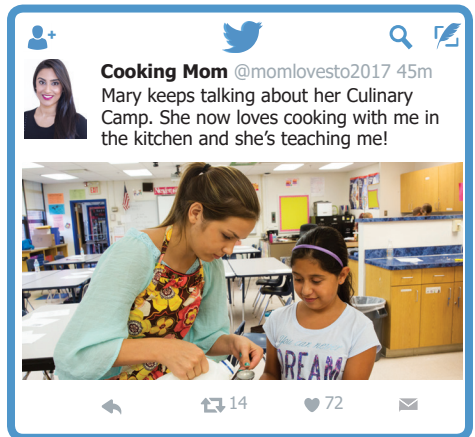 Cooking Mom @momlovesto2017 45m
Mary keeps talking about her Culinary
Camp. She now loves cooking with me in
the kitchen and she's teaching me!
DREAM
14
72